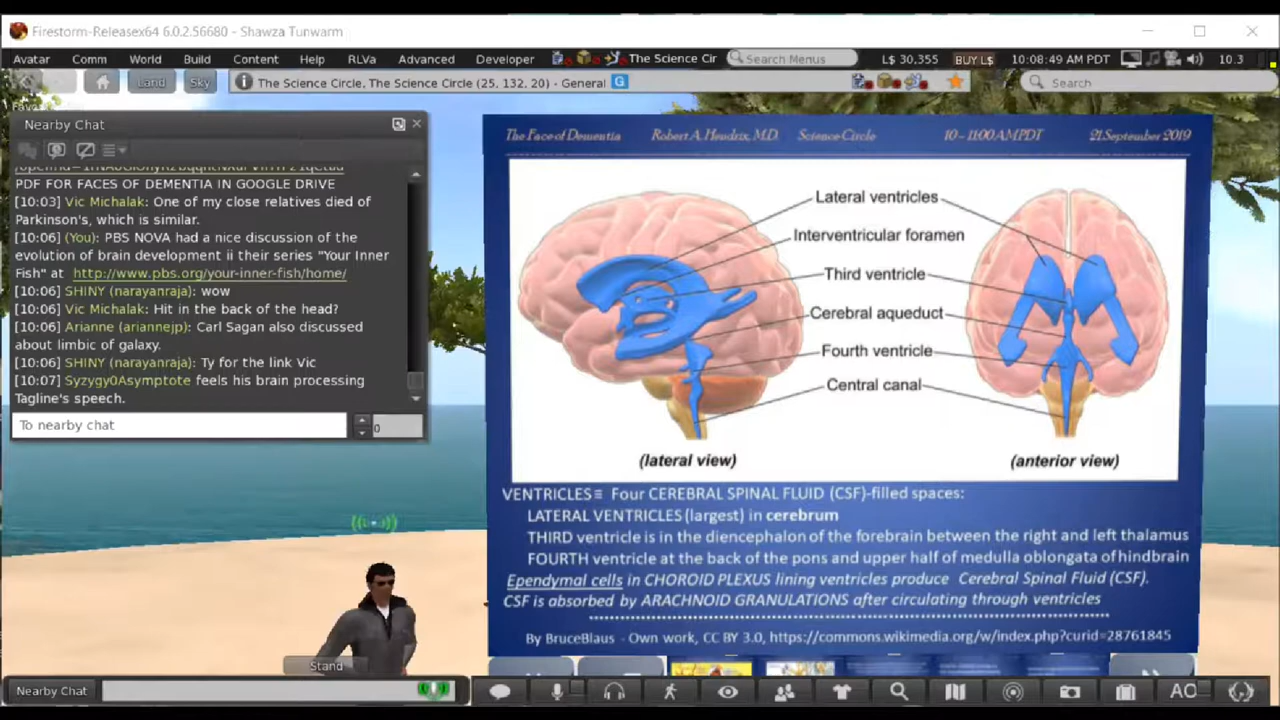 Firestorm-Releasex64 6.0.2.56680 - Shawza Tunwarm
Avatar Comm World Build Content Help RLVa Advanced Developer The Science Cir Search Menus L$ 30,355 BUY L$ 10:08:49 AM PDT 10.3
Land Sky The Science Circle, The Science Circle (25, 132, 20) - General G Search
Nearby Chat
PDF FOR FACES OF DEMENTIA IN GOOGLE DRIVE
[10:03] Vic Michalak: One of my close relatives died of
Parkinson's, which is similar.
[10:06] (You): PBS NOVA had a nice discussion of the
evolution of brain development ii their series "Your Inner
Fish" at http://www.pbs.org/your-inner-fish/home/
[10:06] SHINY (narayanraja): wow
[10:06] Vic Michalak: Hit in the back of the head?
[10:06] Arianne (ariannejp): Carl Sagan also discussed
about limbic of galaxy.
[10:06] SHINY (narayanraja): Ty for the link Vic
[10:07] Syzygy0Asymptote feels his brain processing
Tagline's speech.
To nearby chat
0
The Face of Dementia Robert A. Hendrix, M.D. Science Circle 10 - 11:00 AM PDT 21 September 2019
Lateral ventricles
Interventricular foramen
Third ventricle
Cerebral aqueduct
Fourth ventricle
Central canal
(lateral view) (anterior view)
VENTRICLES ≡ Four CEREBRAL SPINAL FLUID (CSF)-filled spaces:
LATERAL VENTRICLES (largest) in cerebrum
THIRD ventricle is in the diencephalon of the forebrain between the right and left thalamus
FOURTH ventricle at the back of the pons and upper half of medulla oblongata of hindbrain
Ependymal cells in CHOROID PLEXUS lining ventricles produce Cerebral Spinal Fluid (CSF).
CSF is absorbed by ARACHNOID GRANULATIONS after circulating through ventricles
By BruceBlaus - Own work, CC BY 3.0, https://commons.wikimedia.org/w/index.php?curid=28761845
Stand
Nearby Chat AO